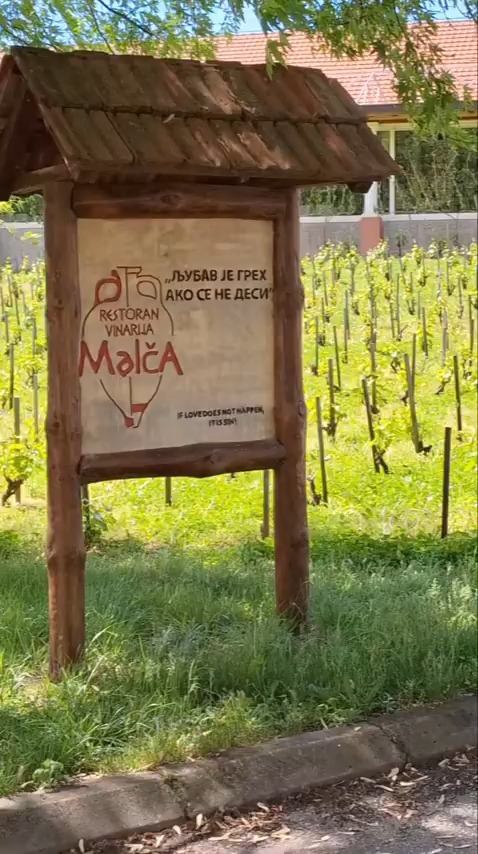 RESTORAN
VINARIJA
MalčA
„ЉУБАВ ЈЕ ГРЕХ
АКО СЕ НЕ ДЕСИ“
IF LOVE DOES NOT HAPPEN,
IT IS SIN!